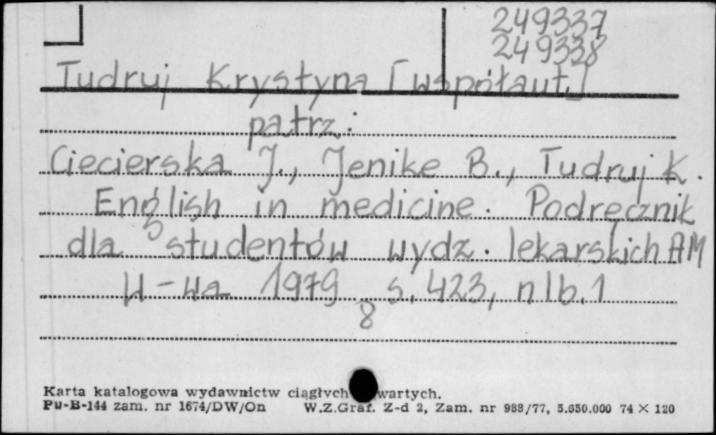 249337
249338
Tudruj Krystyna [współaut.]
patrz:
Ciecierska J., Jenike B., Tudruj K.
English in medicine. Podręcznik
dla studentów wydz. lekarskich AM
W-wa 1979 s. 423, nlb. 1
8
Karta katalogowa wydawnictw ciągłych wartych.
PU-B-144 zam. nr 1674/DW/On W.Z.Graf. Z-d 2, Zam. nr 988/77, 5.650.000 74 × 120